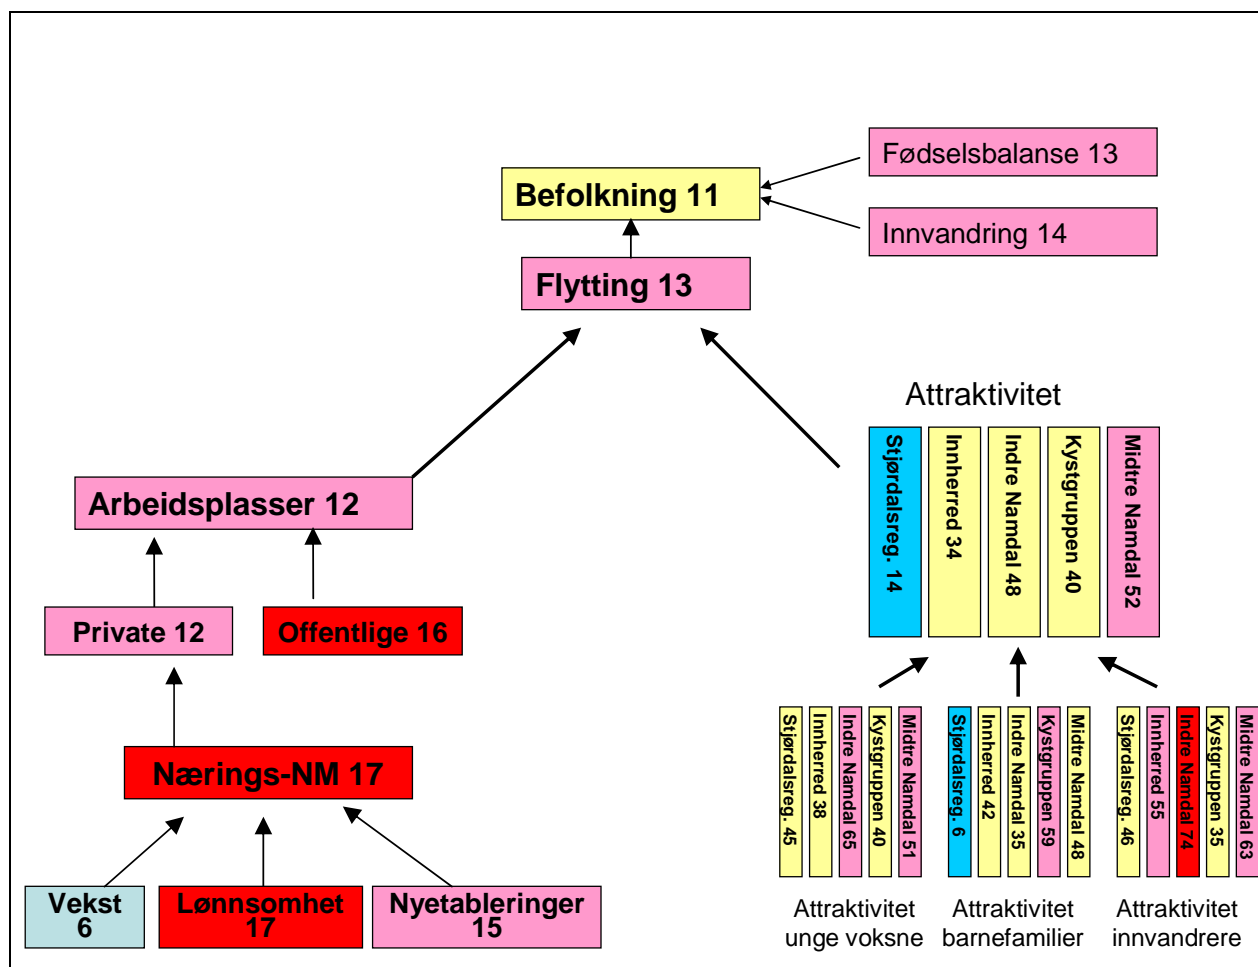 Fødselsbalanse 13
Befolkning 11
Innvandring 14
Flytting 13
Attraktivitet
Stjørdalsreg. 14
Innherred 34
Indre Namdal 48
Kystgruppen 40
Midtre Namdal 52
Arbeidsplasser 12
Private 12
Offentlige 16
Nærings-NM 17
Vekst
6
Lønnsomhet
17
Nyetableringer
15
Stjørdalsreg. 45
Innherred 38
Indre Namdal 65
Kystgruppen 40
Midtre Namdal 51
Attraktivitet
unge voksne
Stjørdalsreg. 6
Innherred 42
Indre Namdal 35
Kystgruppen 59
Midtre Namdal 48
Attraktivitet
barnefamilier
Stjørdalsreg. 46
Innherred 55
Indre Namdal 74
Kystgruppen 35
Midtre Namdal 63
Attraktivitet
innvandrere